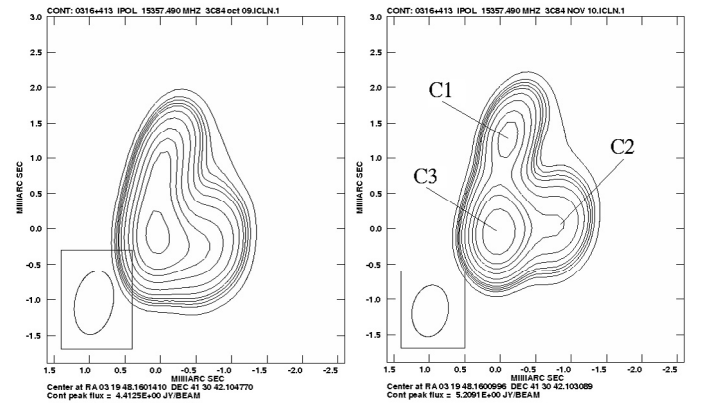 CONT: 0316+413 IPOL 15357.490 MHZ 3C84 oct 09.ICLN.1
3.0
2.5
2.0
1.5
1.0
0.5
0.0
-0.5
-1.0
-1.5
MilliARC SEC
1.5 1.0 0.5 0.0 -0.5 -1.0 -1.5 -2.0 -2.5
MilliARC SEC
Center at RA 03 19 48.1601410 DEC 41 30 42.104770
Cont peak flux = 4.4125E+00 JY/BEAM
CONT: 0316+413 IPOL 15357.490 MHZ 3C84 NOV 10.ICLN.1
3.0
2.5
2.0
1.5
1.0
0.5
0.0
-0.5
-1.0
-1.5
MilliARC SEC
C1
C2
C3
1.5 1.0 0.5 0.0 -0.5 -1.0 -1.5 -2.0 -2.5
MilliARC SEC
Center at RA 03 19 48.1600996 DEC 41 30 42.103089
Cont peak flux = 5.2091E+00 JY/BEAM